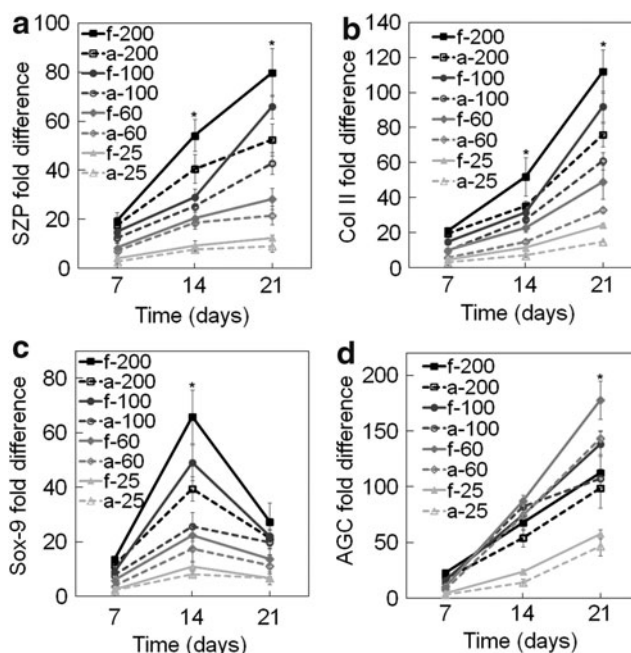 a
SZP fold difference
100
80
60
40
20
0
f-200
a-200
f-100
a-100
f-60
a-60
f-25
a-25
*
*
7
14
21
Time (days)
b
Col II fold difference
140
120
100
80
60
40
20
0
f-200
a-200
f-100
a-100
f-60
a-60
f-25
a-25
*
*
7
14
21
Time (days)
c
Sox-9 fold difference
80
60
40
20
0
f-200
a-200
f-100
a-100
f-60
a-60
f-25
a-25
*
7
14
21
Time (days)
d
AGC fold difference
200
150
100
50
0
f-200
a-200
f-100
a-100
f-60
a-60
f-25
a-25
*
7
14
21
Time (days)